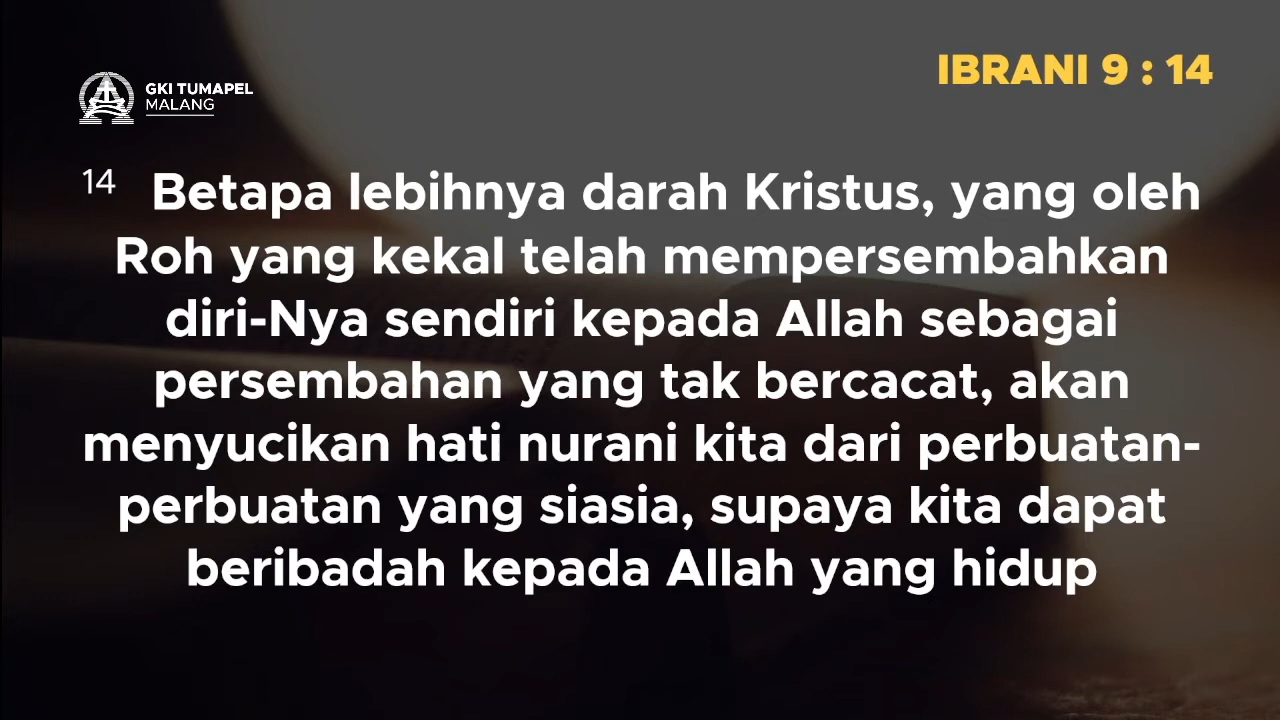 GKI TUMAPEL
MALANG
IBRANI 9 : 14
14 Betapa lebihnya darah Kristus, yang oleh
Roh yang kekal telah mempersembahkan
diri-Nya sendiri kepada Allah sebagai
persembahan yang tak bercacat, akan
menyucikan hati nurani kita dari perbuatan-
perbuatan yang siasia, supaya kita dapat
beribadah kepada Allah yang hidup